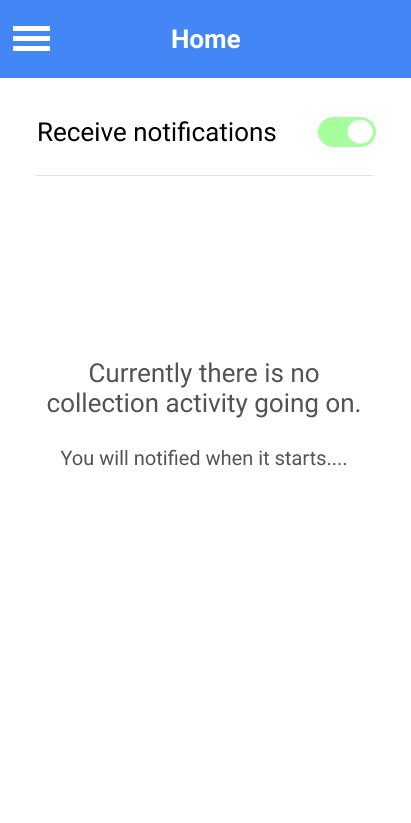 Home
Receive notifications
Currently there is no
collection activity going on.
You will notified when it starts....